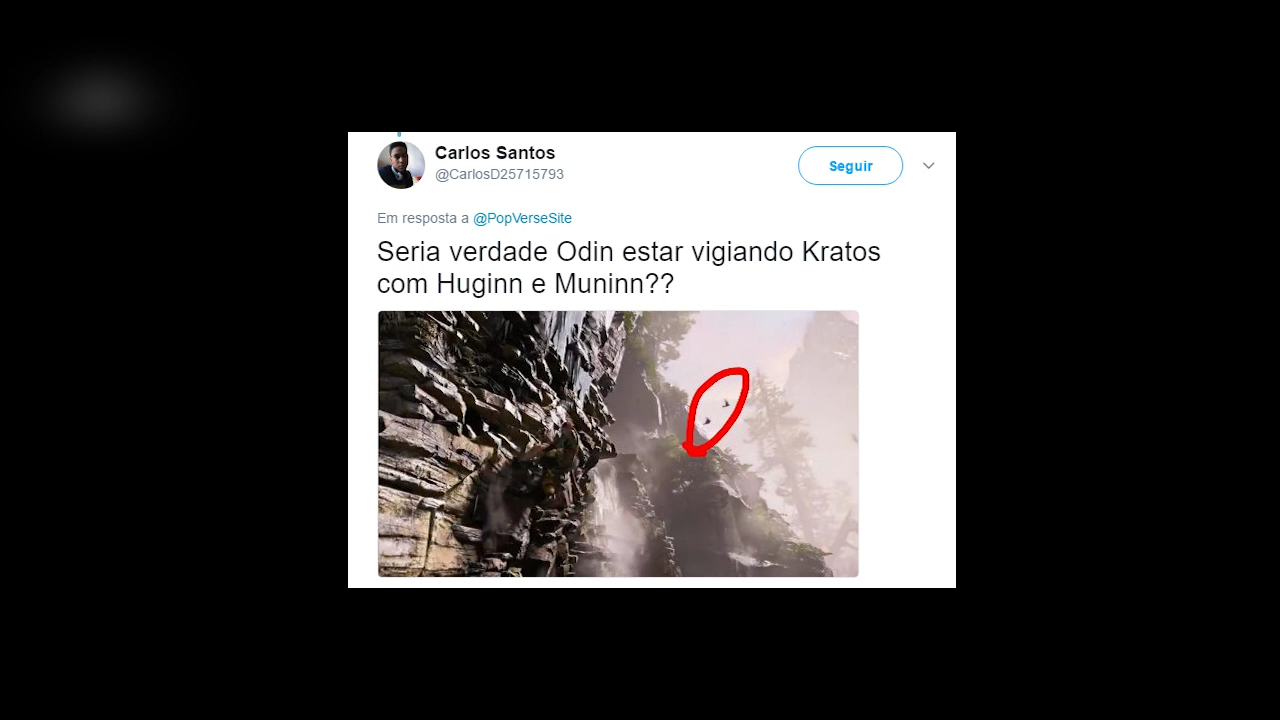 Carlos Santos
@CarlosD25715793
Seguir
Em resposta a @PopVerseSite
Seria verdade Odin estar vigiando Kratos
com Huginn e Muninn??